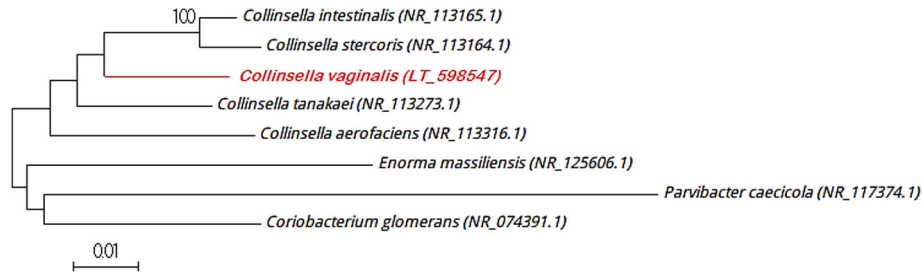 100
Collinsella intestinalis (NR_113165.1)
Collinsella stercoris (NR_113164.1)
Collinsella vaginalis (LT_598547)
Collinsella tanakaei (NR_113273.1)
Collinsella aerofaciens (NR_113316.1)
Enorma massiliensis (NR_125606.1)
Parvibacter caecicola (NR_117374.1)
Coriobacterium glomerans (NR_074391.1)
0.01